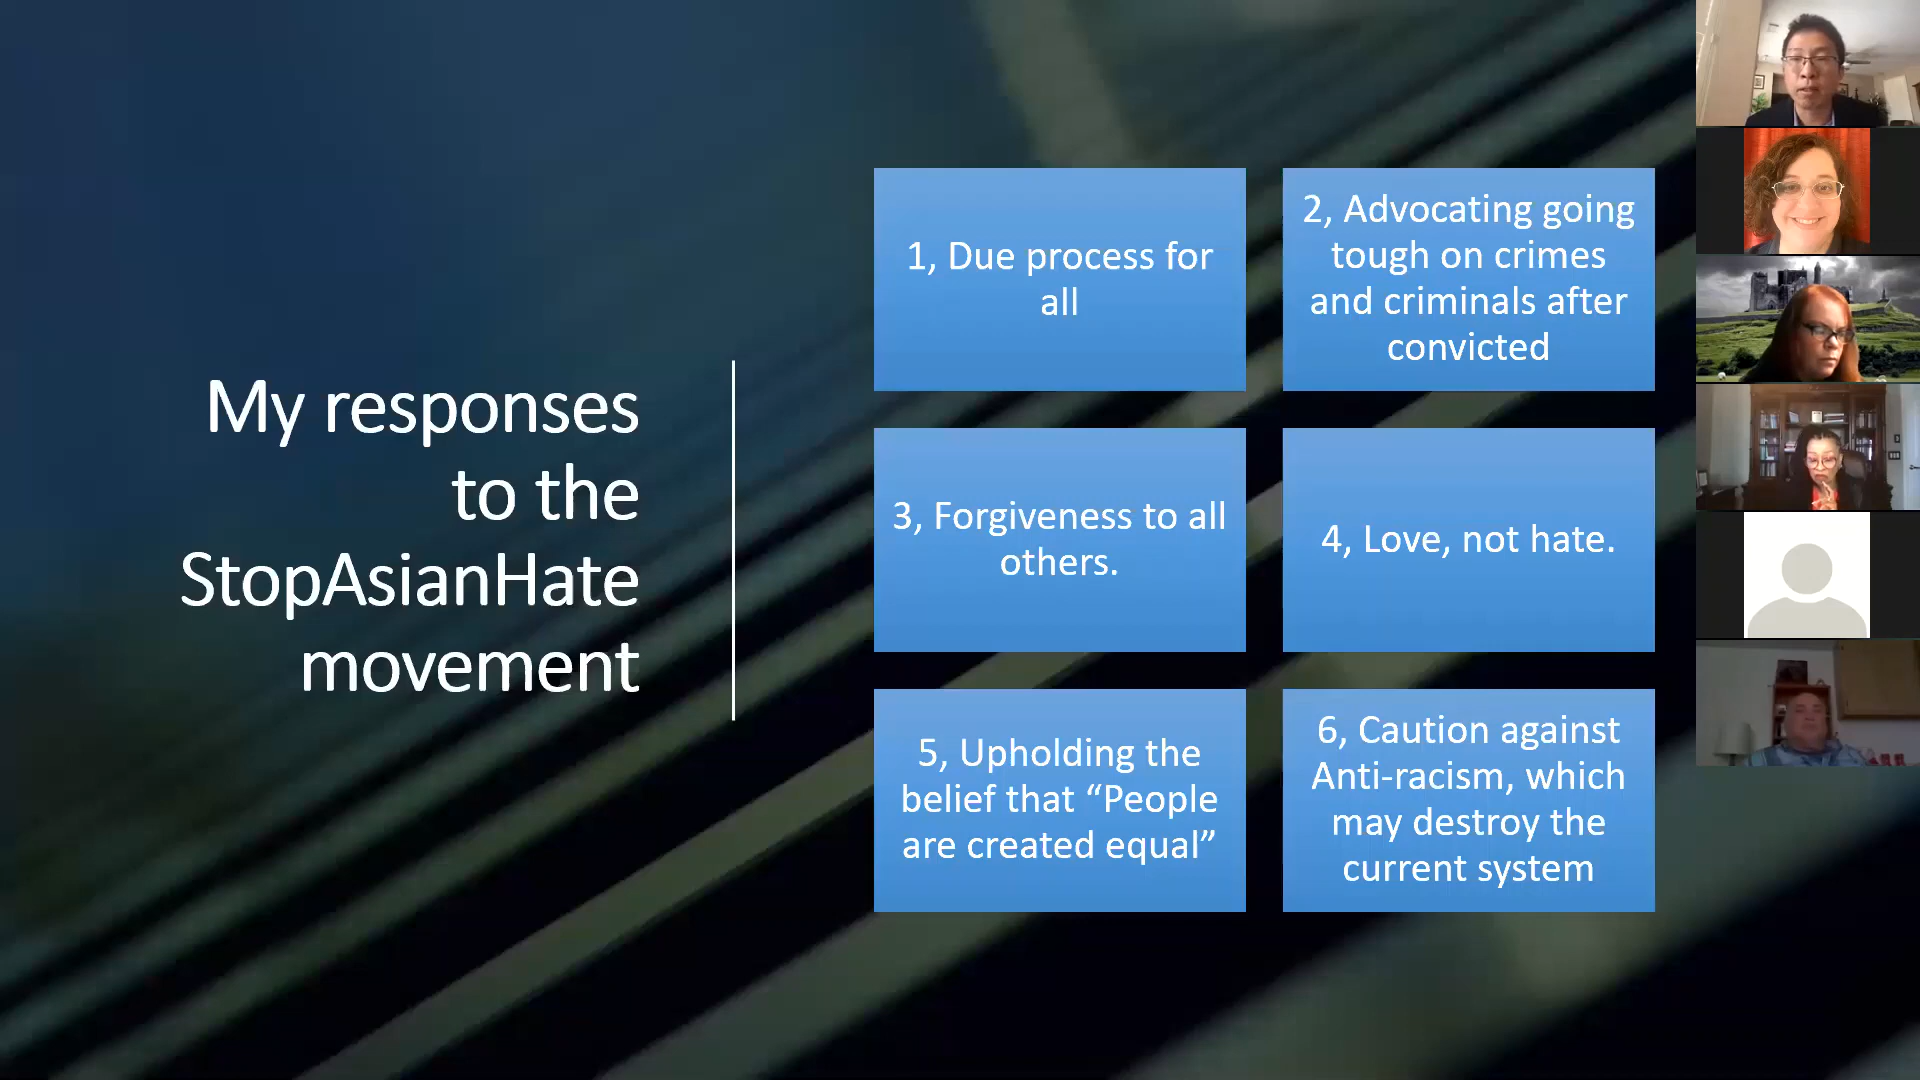 My responses
to the
StopAsianHate
movement
1, Due process for
all
2, Advocating going
tough on crimes
and criminals after
convicted
3, Forgiveness to all
others.
4, Love, not hate.
5, Upholding the
belief that “People
are created equal”
6, Caution against
Anti-racism, which
may destroy the
current system